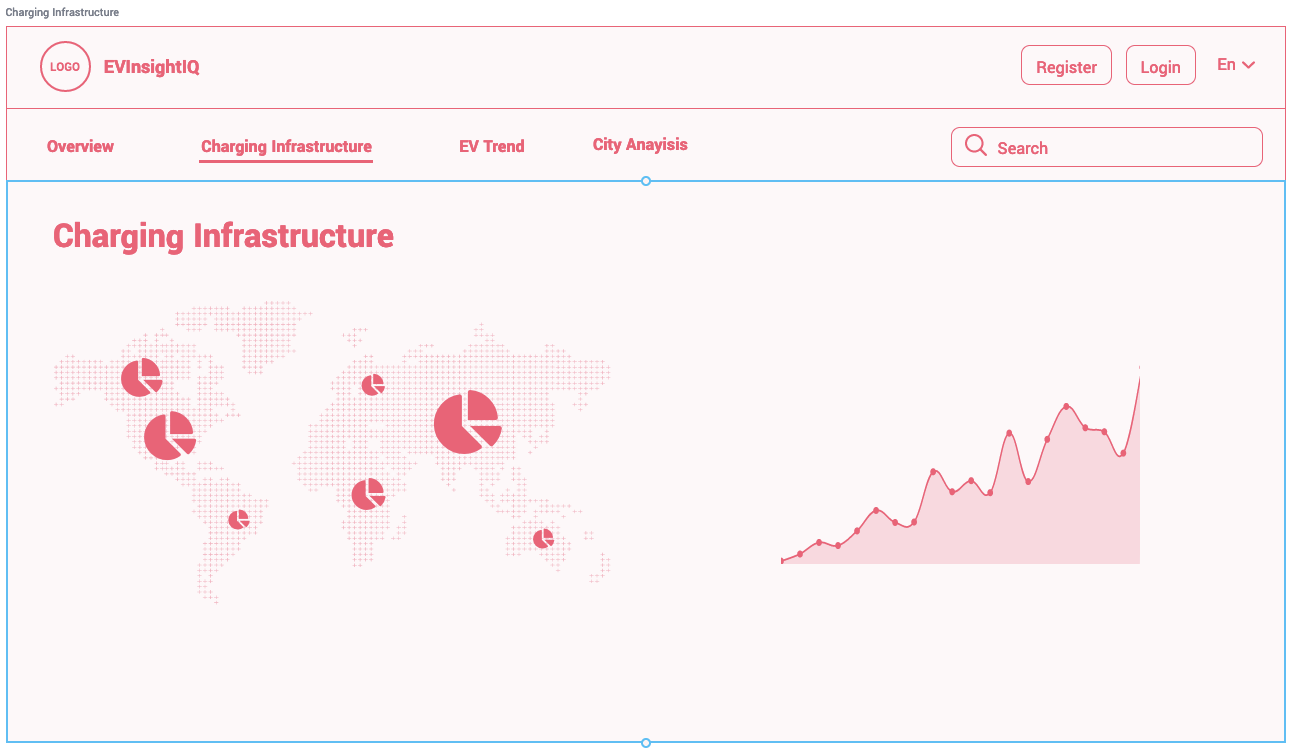 Charging Infrastructure
LOGO
EVInsightIQ
Register
Login
En
Overview
Charging Infrastructure
EV Trend
City Anayisis
Search
Charging Infrastructure